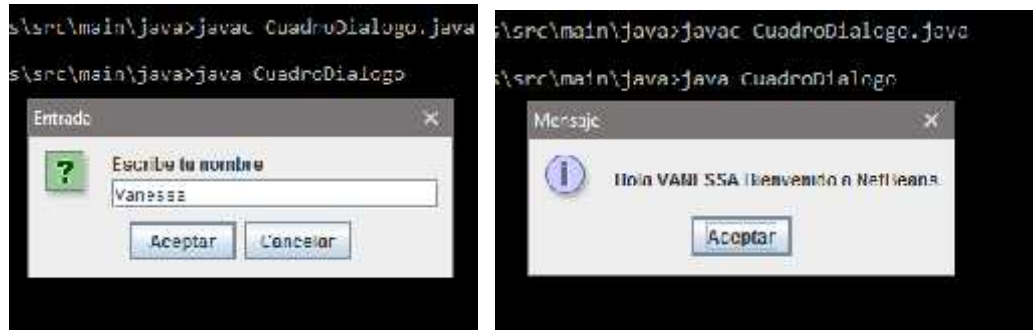 s\src\main\java>javac CuadroDialogo.java
s\src\main\java>java CuadroDialogo
Entrada
Escribe tu nombre
Vanessa
Aceptar Cancelar
s\src\main\java>javac CuadroDialogo.java
s\src\main\java>java CuadroDialogo
Mensaje
Hola VANESSA Bienvenido a NetBeans
Aceptar